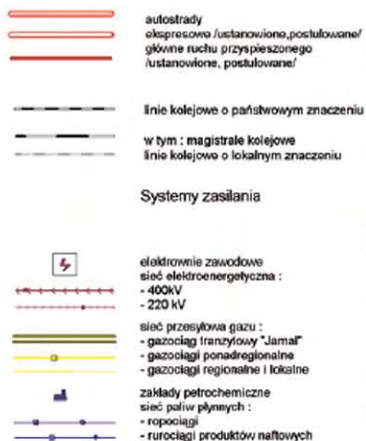 autostrady
ekspresowe /ustanowione,postulowane/
główne ruchu przyspieszonego
/ustanowione, postulowane/
linie kolejowe o państwowym znaczeniu
w tym : magistrale kolejowe
linie kolejowe o lokalnym znaczeniu
Systemy zasilania
elektrownie zawodowe
sieć elektroenergetyczna :
- 400kV
- 220 kV
sieć przesyłowa gazu :
- gazociąg tranzytowy "Jamal"
- gazociągi ponadregionalne
- gazociągi regionalne i lokalne
zakłady petrochemiczne
sieć paliw płynnych :
- ropociągi
- rurociągi produktów naftowych